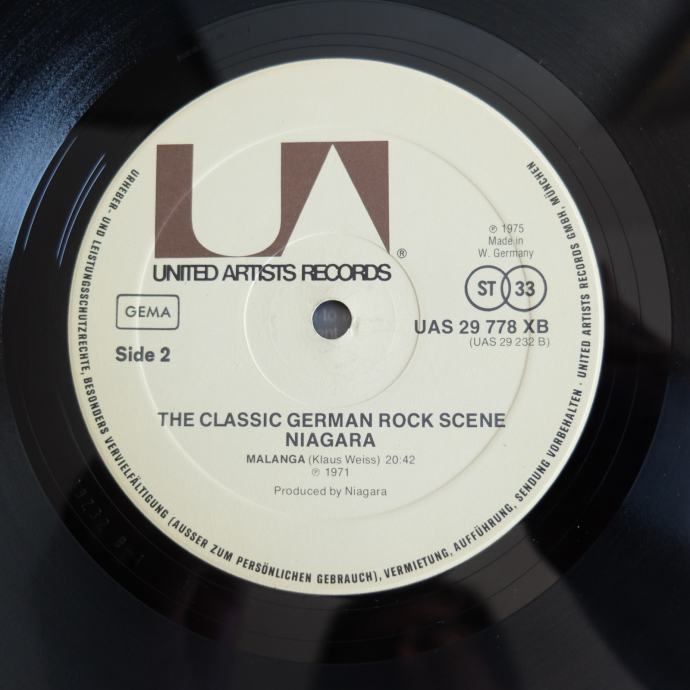 UA
®
UNITED ARTISTS RECORDS
℗ 1975
Made in
W. Germany
ST 33
GEMA
UAS 29 778 XB
(UAS 29 232 B)
Side 2
THE CLASSIC GERMAN ROCK SCENE
NIAGARA
MALANGA (Klaus Weiss) 20:42
℗ 1971
Produced by Niagara
URHEBER- UND LEISTUNGSSCHUTZRECHTE, BESONDERS VERVIELFÄLTIGUNG (AUSSER ZUM PERSÖNLICHEN GEBRAUCH), VERMIETUNG, AUFFÜHRUNG, SENDUNG VORBEHALTEN · UNITED ARTISTS RECORDS GMBH, MÜNCHEN